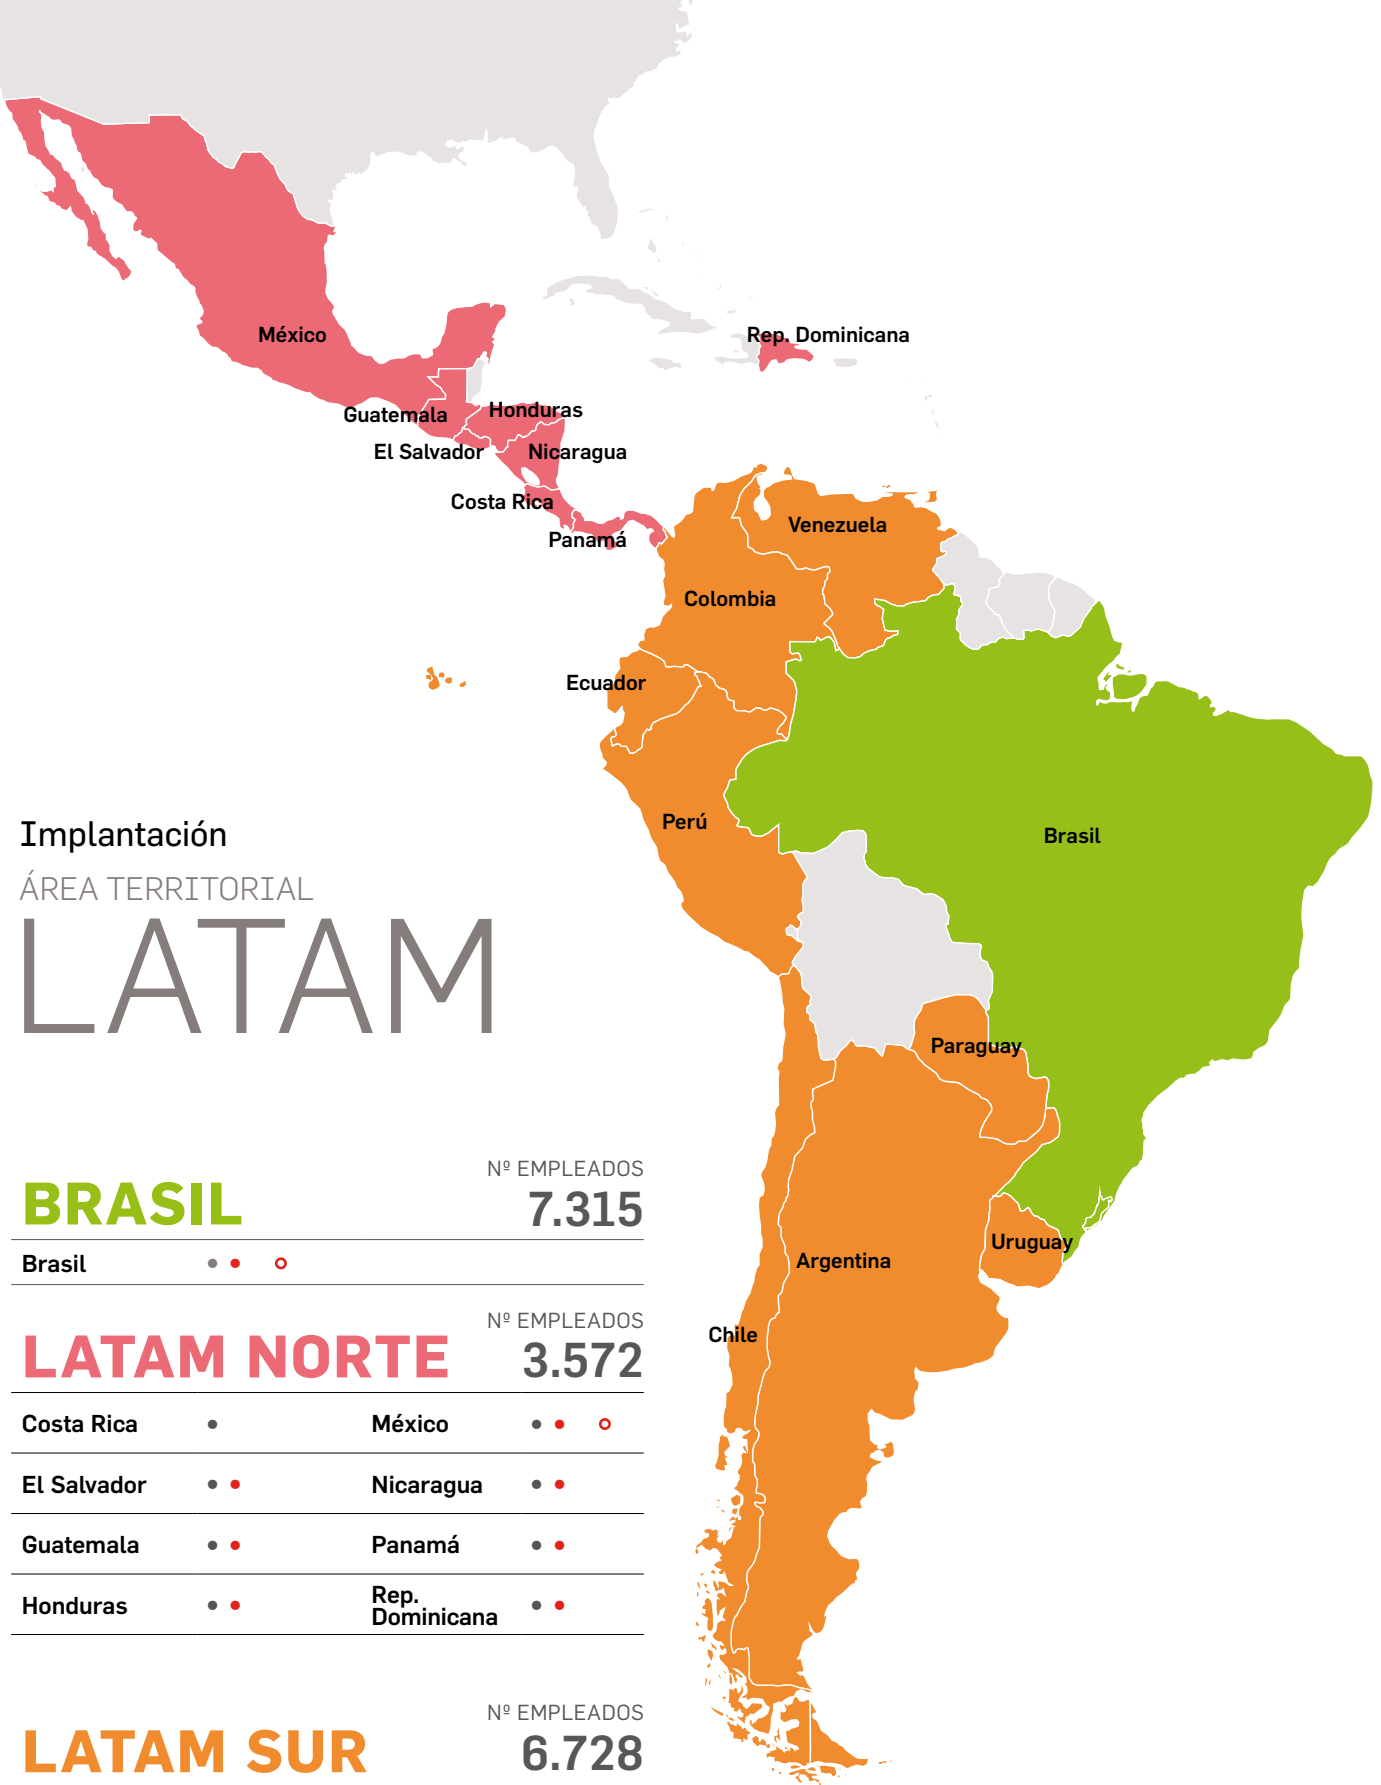 México
Rep. Dominicana
Guatemala
Honduras
El Salvador
Nicaragua
Costa Rica
Panamá
Venezuela
Colombia
Ecuador
Perú
Brasil
Implantación
ÁREA TERRITORIAL
LATAM
Paraguay
Uruguay
Argentina
Chile
Nº EMPLEADOS
BRASIL 7.315
Brasil
Nº EMPLEADOS
LATAM NORTE 3.572
Costa Rica México
El Salvador Nicaragua
Guatemala Panamá
Honduras Rep.
Dominicana
Nº EMPLEADOS
LATAM SUR 6.728